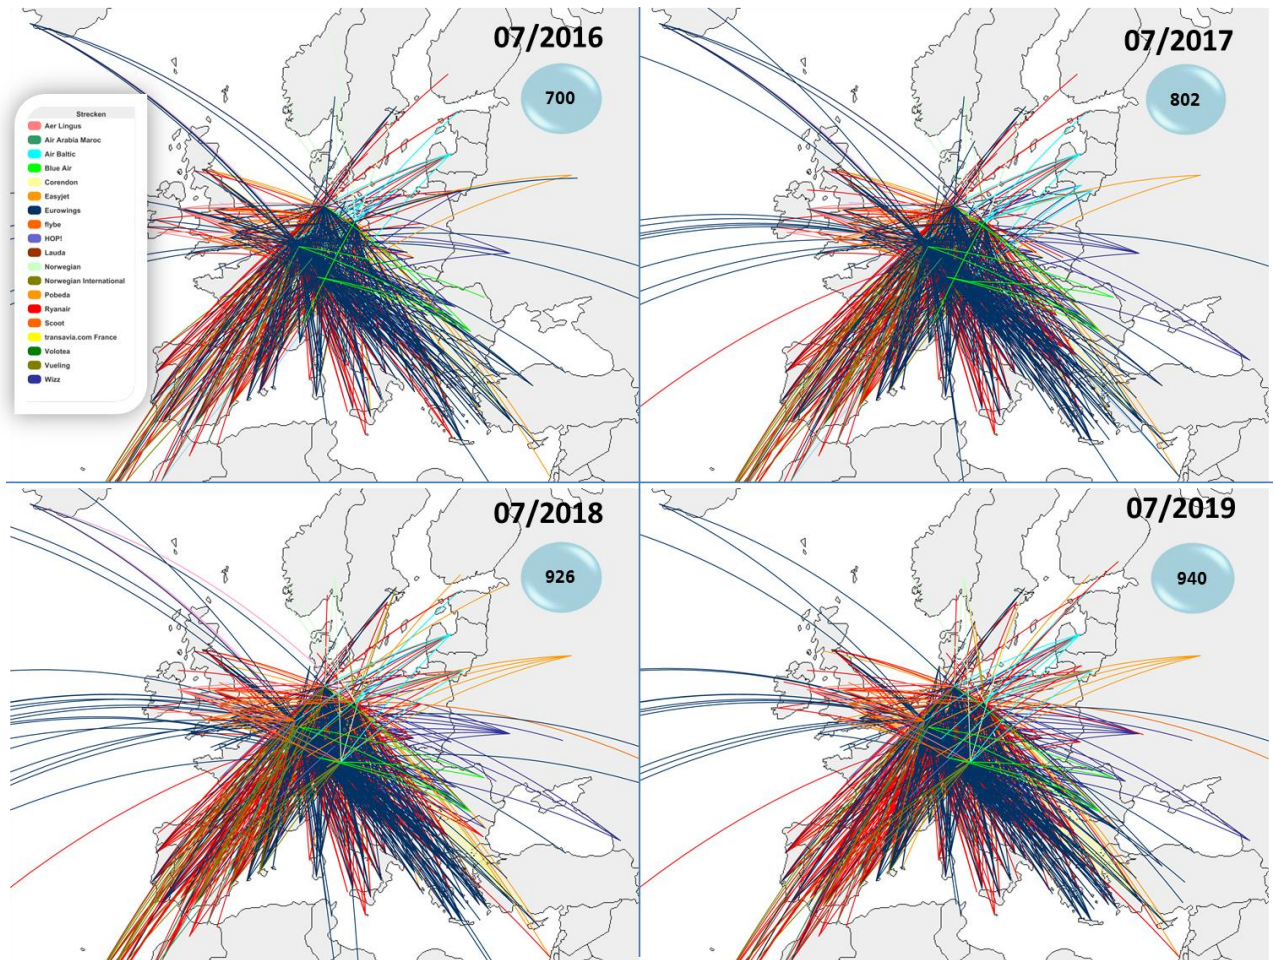 07/2016
700
Strecken
Aer Lingus
Air Arabia Maroc
Air Baltic
Blue Air
Corendon
Easyjet
Eurowings
flybe
HOP!
Lauda
Norwegian
Norwegian International
Pobeda
Ryanair
Scoot
transavia.com France
Volotea
Vueling
Wizz
07/2017
802
07/2018
926
07/2019
940